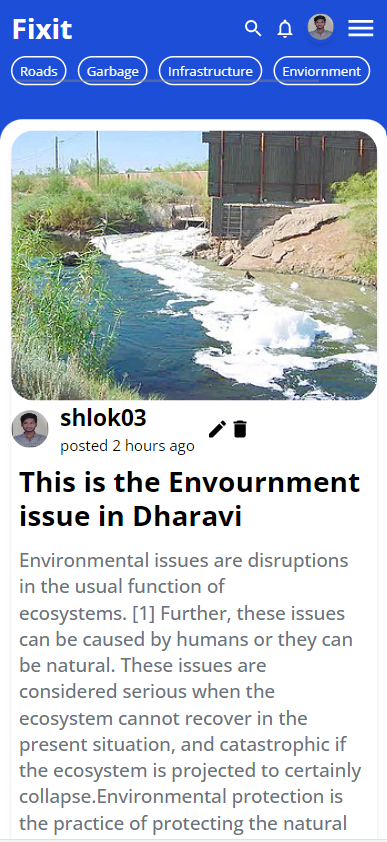 Fixit
Roads Garbage Infrastructure Enviornment
shlok03
posted 2 hours ago
This is the Envournment
issue in Dharavi
Environmental issues are disruptions
in the usual function of
ecosystems. [1] Further, these issues
can be caused by humans or they can
be natural. These issues are
considered serious when the
ecosystem cannot recover in the
present situation, and catastrophic if
the ecosystem is projected to certainly
collapse.Environmental protection is
the practice of protecting the natural